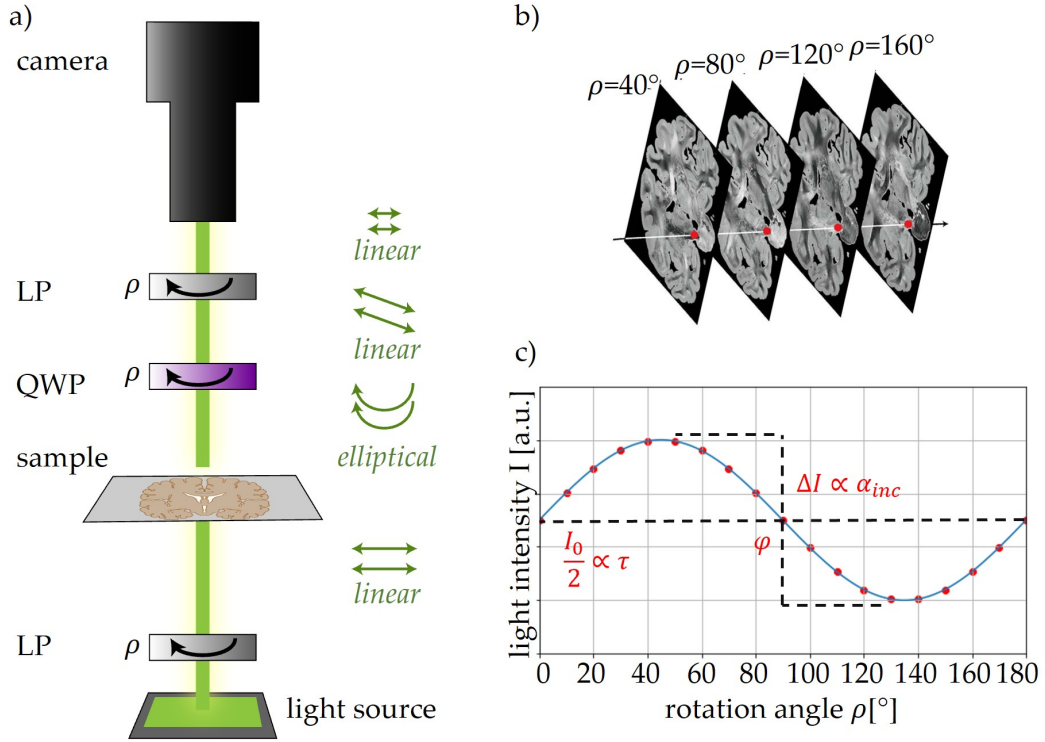 a)
camera
LP
ρ
linear
QWP
ρ
linear
sample
elliptical
linear
LP
ρ
light source
b)
ρ=40°
ρ=80°
ρ=120°
ρ=160°
c)
light intensity I [a.u.]
ΔI ∝ α_inc
I₀/2 ∝ τ
φ
0 20 40 60 80 100 120 140 160 180
rotation angle ρ[°]